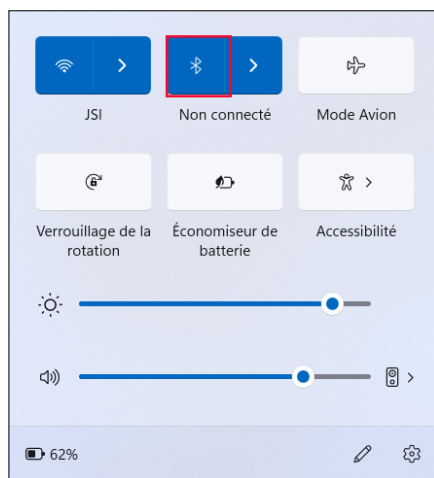 JSI
Non connecté
Mode Avion
Verrouillage de la
rotation
Économiseur de
batterie
Accessibilité
62%